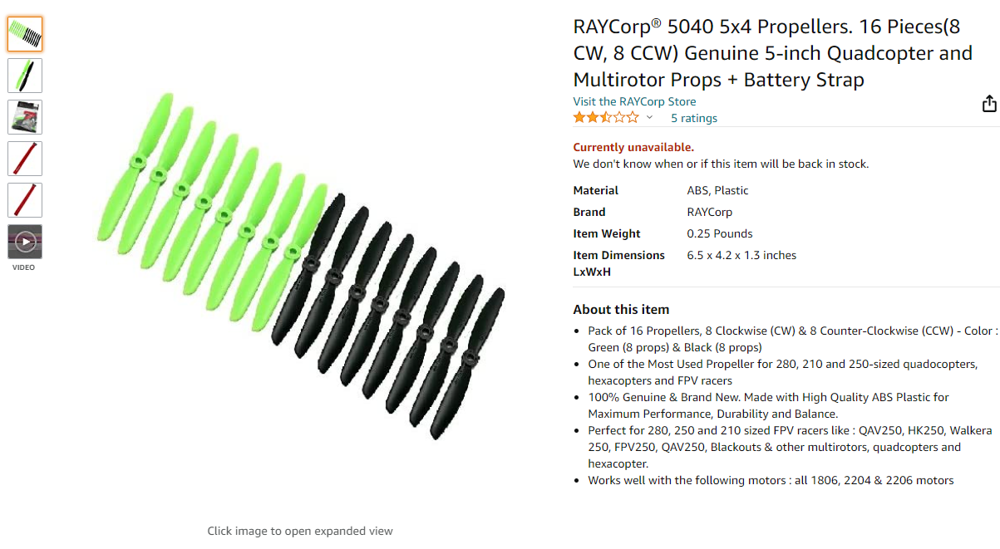 RAYCorp® 5040 5x4 Propellers. 16 Pieces(8
CW, 8 CCW) Genuine 5-inch Quadcopter and
Multirotor Props + Battery Strap
Visit the RAYCorp Store
5 ratings
Currently unavailable.
We don't know when or if this item will be back in stock.
Material ABS, Plastic
Brand RAYCorp
Item Weight 0.25 Pounds
Item Dimensions 6.5 x 4.2 x 1.3 inches
LxWxH
About this item
• Pack of 16 Propellers, 8 Clockwise (CW) & 8 Counter-Clockwise (CCW) - Color :
Green (8 props) & Black (8 props)
• One of the Most Used Propeller for 280, 210 and 250-sized quadocopters,
hexacopters and FPV racers
• 100% Genuine & Brand New. Made with High Quality ABS Plastic for
Maximum Performance, Durability and Balance.
• Perfect for 280, 250 and 210 sized FPV racers like : QAV250, HK250, Walkera
250, FPV250, QAV250, Blackouts & other multirotors, quadcopters and
hexacopter.
• Works well with the following motors : all 1806, 2204 & 2206 motors
VIDEO
Click image to open expanded view